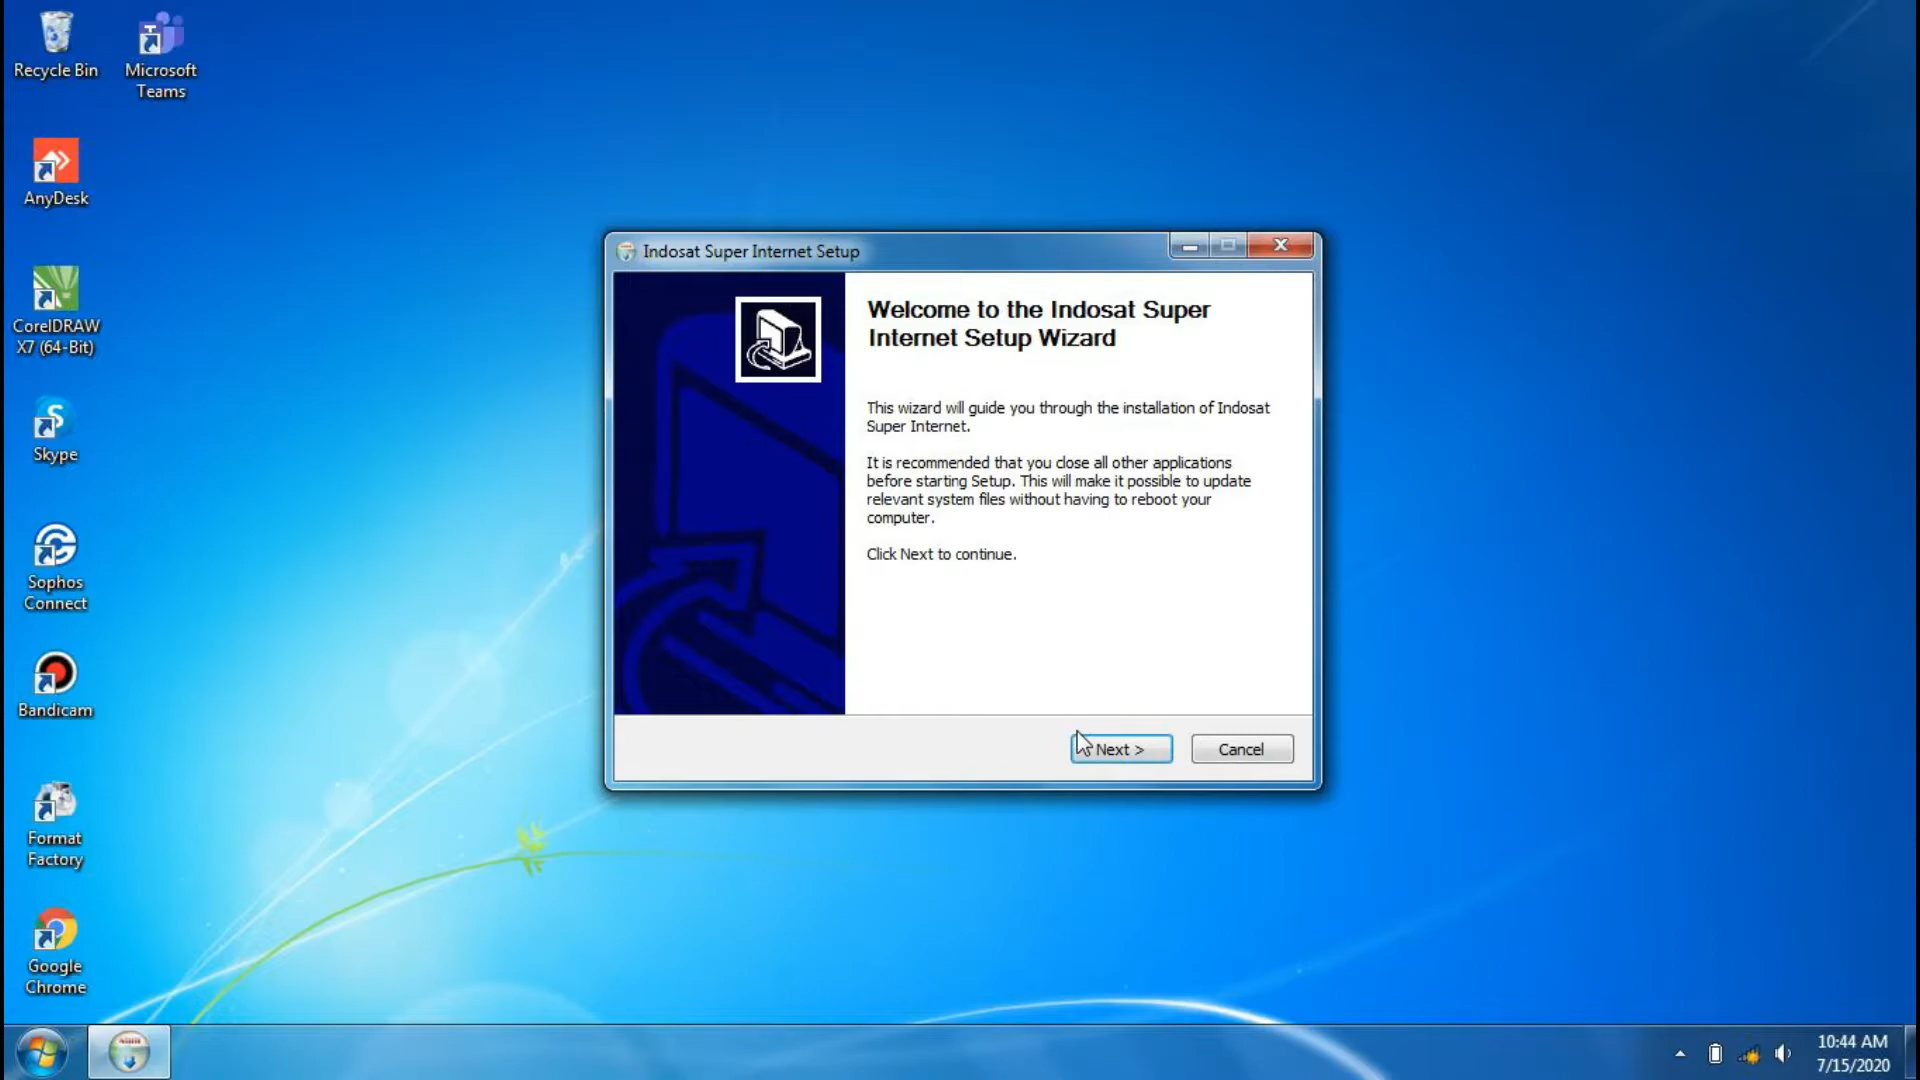 Recycle Bin
Microsoft
Teams
AnyDesk
CorelDRAW
X7 (64-Bit)
Skype
Sophos
Connect
Bandicam
Format
Factory
Google
Chrome
Indosat Super Internet Setup
Welcome to the Indosat Super
Internet Setup Wizard
This wizard will guide you through the installation of Indosat
Super Internet.
It is recommended that you close all other applications
before starting Setup. This will make it possible to update
relevant system files without having to reboot your
computer.
Click Next to continue.
Next >
Cancel
10:44 AM
7/15/2020